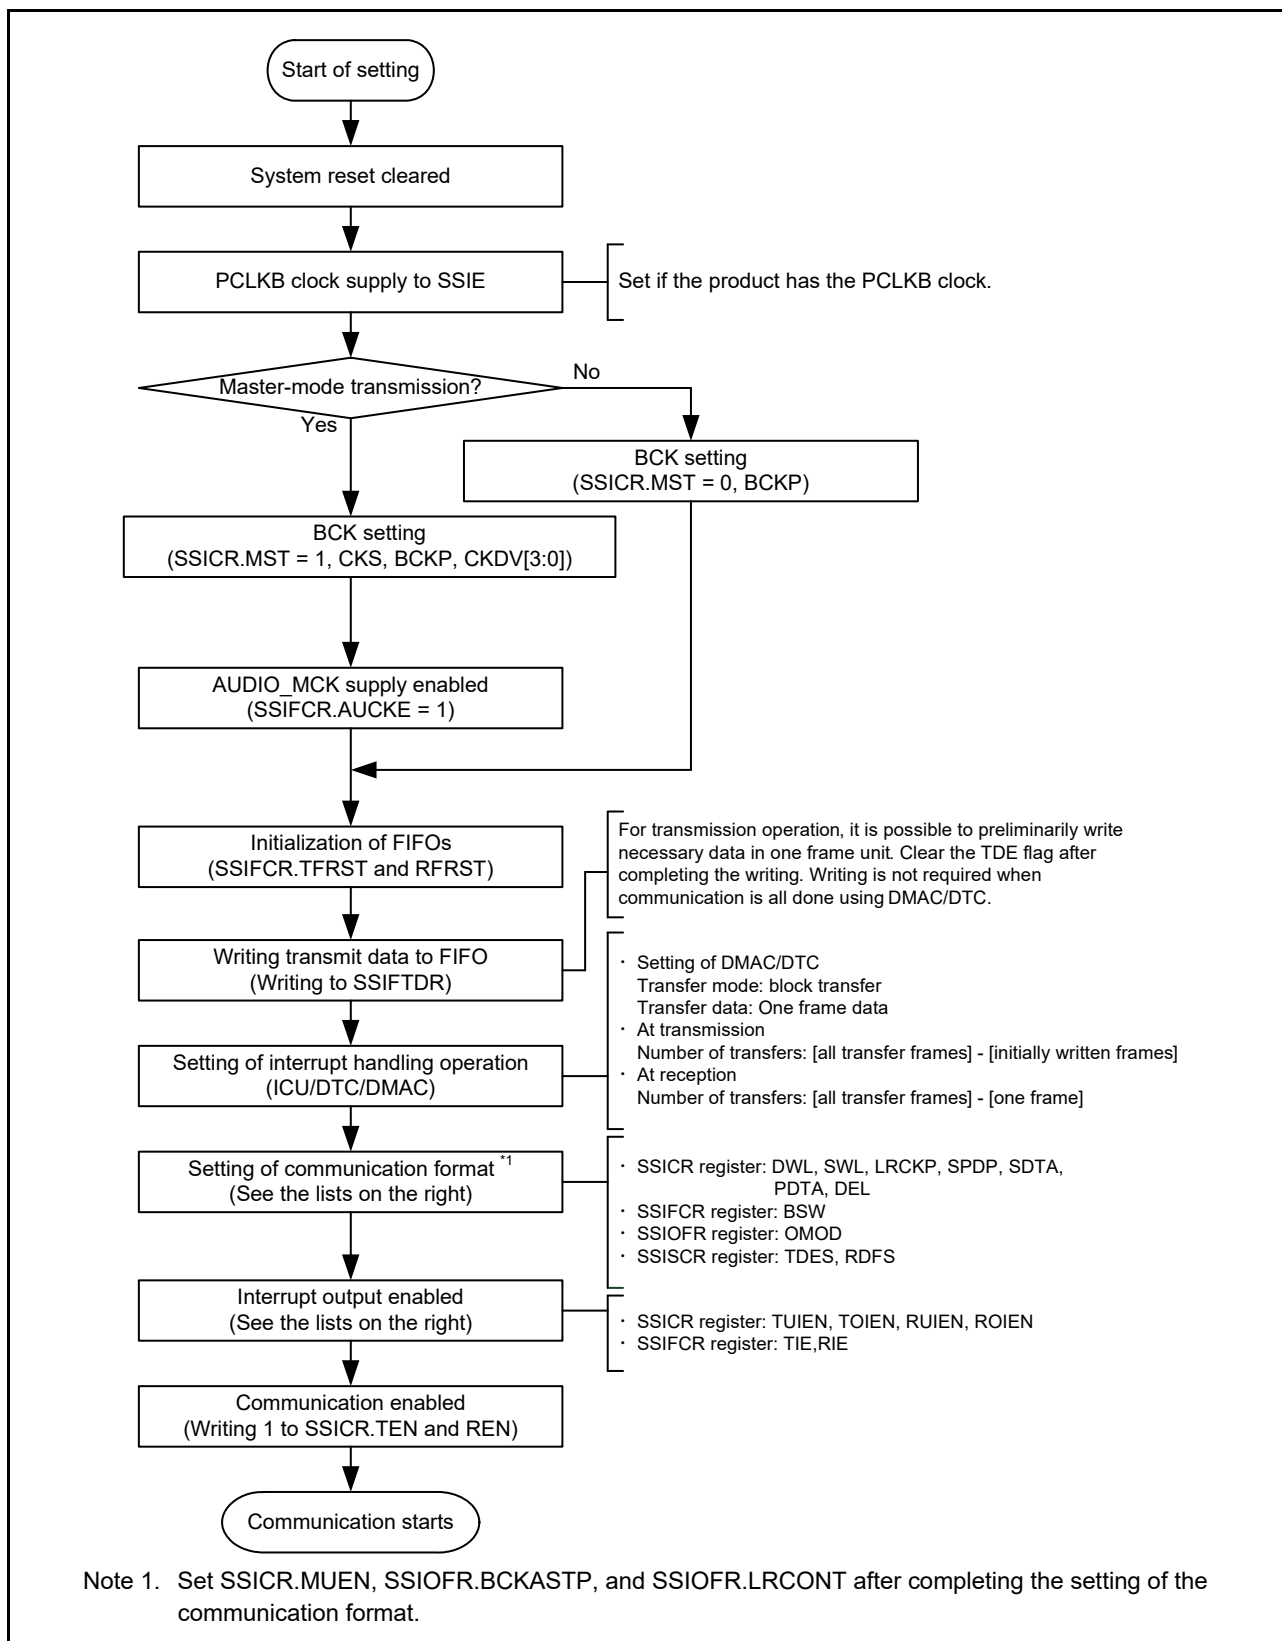 Start of setting
System reset cleared
PCLKB clock supply to SSIE
Set if the product has the PCLKB clock.
Master-mode transmission?
No
Yes
BCK setting
(SSICR.MST = 0, BCKP)
BCK setting
(SSICR.MST = 1, CKS, BCKP, CKDV[3:0])
AUDIO_MCK supply enabled
(SSIFCR.AUCKE = 1)
Initialization of FIFOs
(SSIFCR.TFRST and RFRST)
For transmission operation, it is possible to preliminarily write
necessary data in one frame unit. Clear the TDE flag after
completing the writing. Writing is not required when
communication is all done using DMAC/DTC.
Writing transmit data to FIFO
(Writing to SSIFTDR)
· Setting of DMAC/DTC
Transfer mode: block transfer
Transfer data: One frame data
· At transmission
Number of transfers: [all transfer frames] - [initially written frames]
· At reception
Number of transfers: [all transfer frames] - [one frame]
Setting of interrupt handling operation
(ICU/DTC/DMAC)
Setting of communication format *1
(See the lists on the right)
· SSICR register: DWL, SWL, LRCKP, SPDP, SDTA,
PDTA, DEL
· SSIFCR register: BSW
· SSIOFR register: OMOD
· SSISCR register: TDES, RDFS
Interrupt output enabled
(See the lists on the right)
· SSICR register: TUIEN, TOIEN, RUIEN, ROIEN
· SSIFCR register: TIE,RIE
Communication enabled
(Writing 1 to SSICR.TEN and REN)
Communication starts
Note 1. Set SSICR.MUEN, SSIOFR.BCKASTP, and SSIOFR.LRCONT after completing the setting of the
communication format.